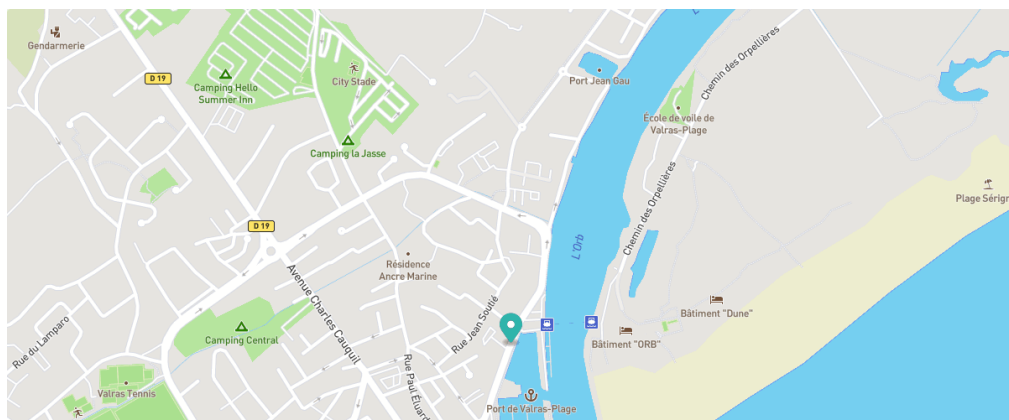 Gendarmerie
D 19
Camping Hello
Summer Inn
City Stade
Camping la Jasse
Port Jean Gau
L'O
Chemin des Orpellières
École de voile de
Valras-Plage
Chemin des Orpellières
Plage Sérign
D 19
Résidence
Ancre Marine
L'Orb
Avenue Charles Cauquil
Rue Jean Soutié
Bâtiment "Dune"
Bâtiment "ORB"
Rue du Lamparo
Camping Central
Rue Paul Éluard
Valras Tennis
Port de Valras-Plage